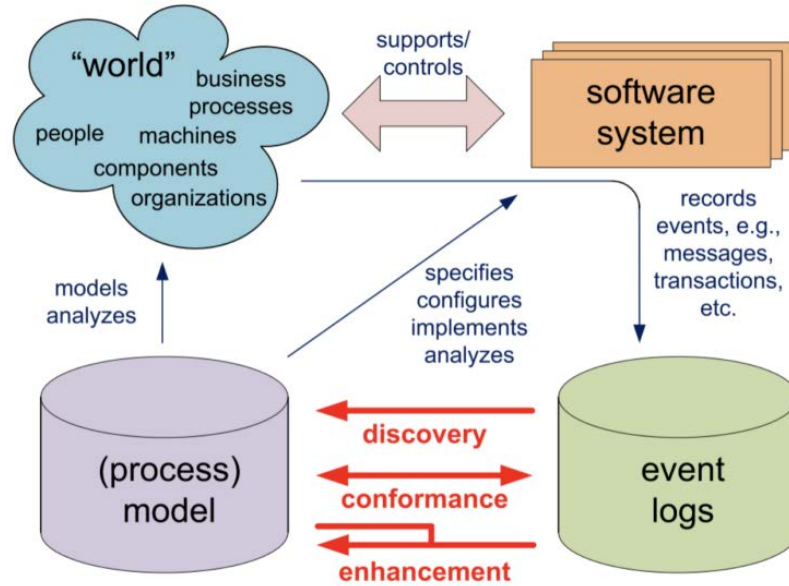 “world”
business
processes
people
machines
components
organizations
supports/
controls
software
system
records
events, e.g.,
messages,
transactions,
etc.
models
analyzes
specifies
configures
implements
analyzes
(process)
model
discovery
conformance
enhancement
event
logs